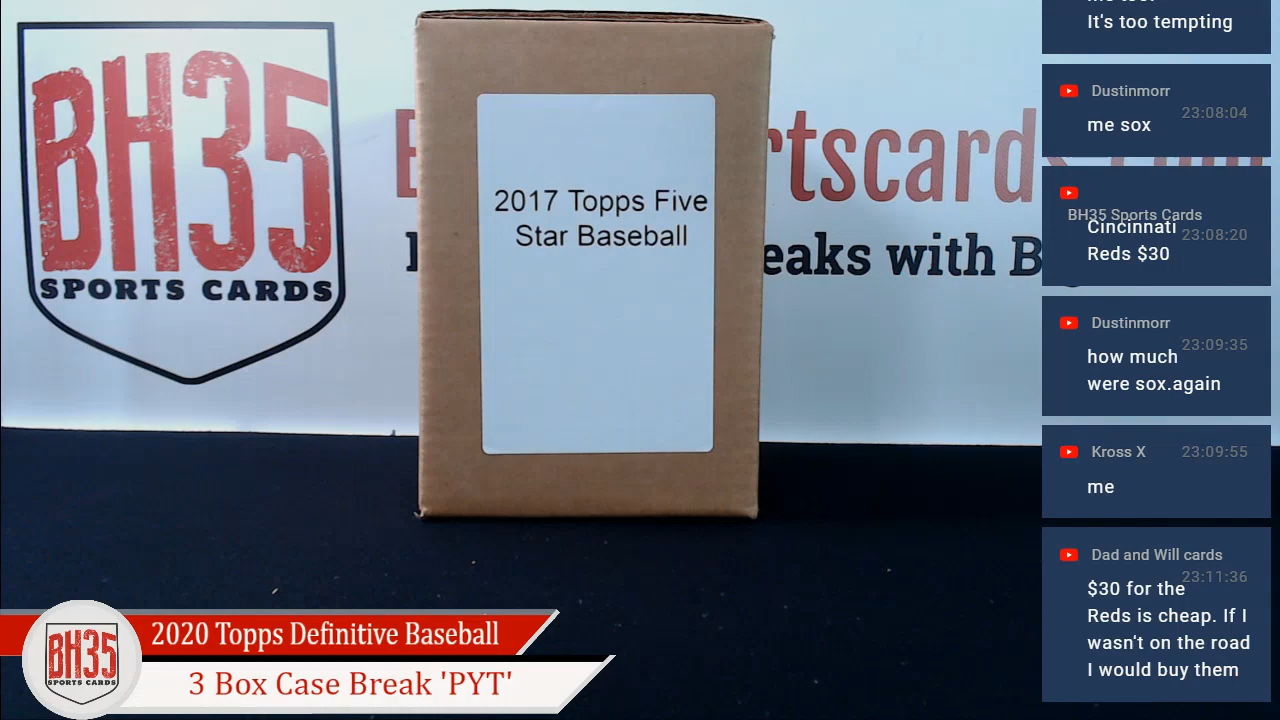 BH35
SPORTS CARDS
rtscards
eaks with B
2017 Topps Five
Star Baseball
It's too tempting
Dustinmorr
23:08:04
me sox
BH35 Sports Cards
Cincinnati
23:08:20
Reds $30
Dustinmorr
23:09:35
how much
were sox.again
Kross X 23:09:55
me
Dad and Will cards
23:11:36
$30 for the
Reds is cheap. If I
wasn't on the road
I would buy them
BH35
SPORTS CARDS
2020 Topps Definitive Baseball
3 Box Case Break 'PYT'